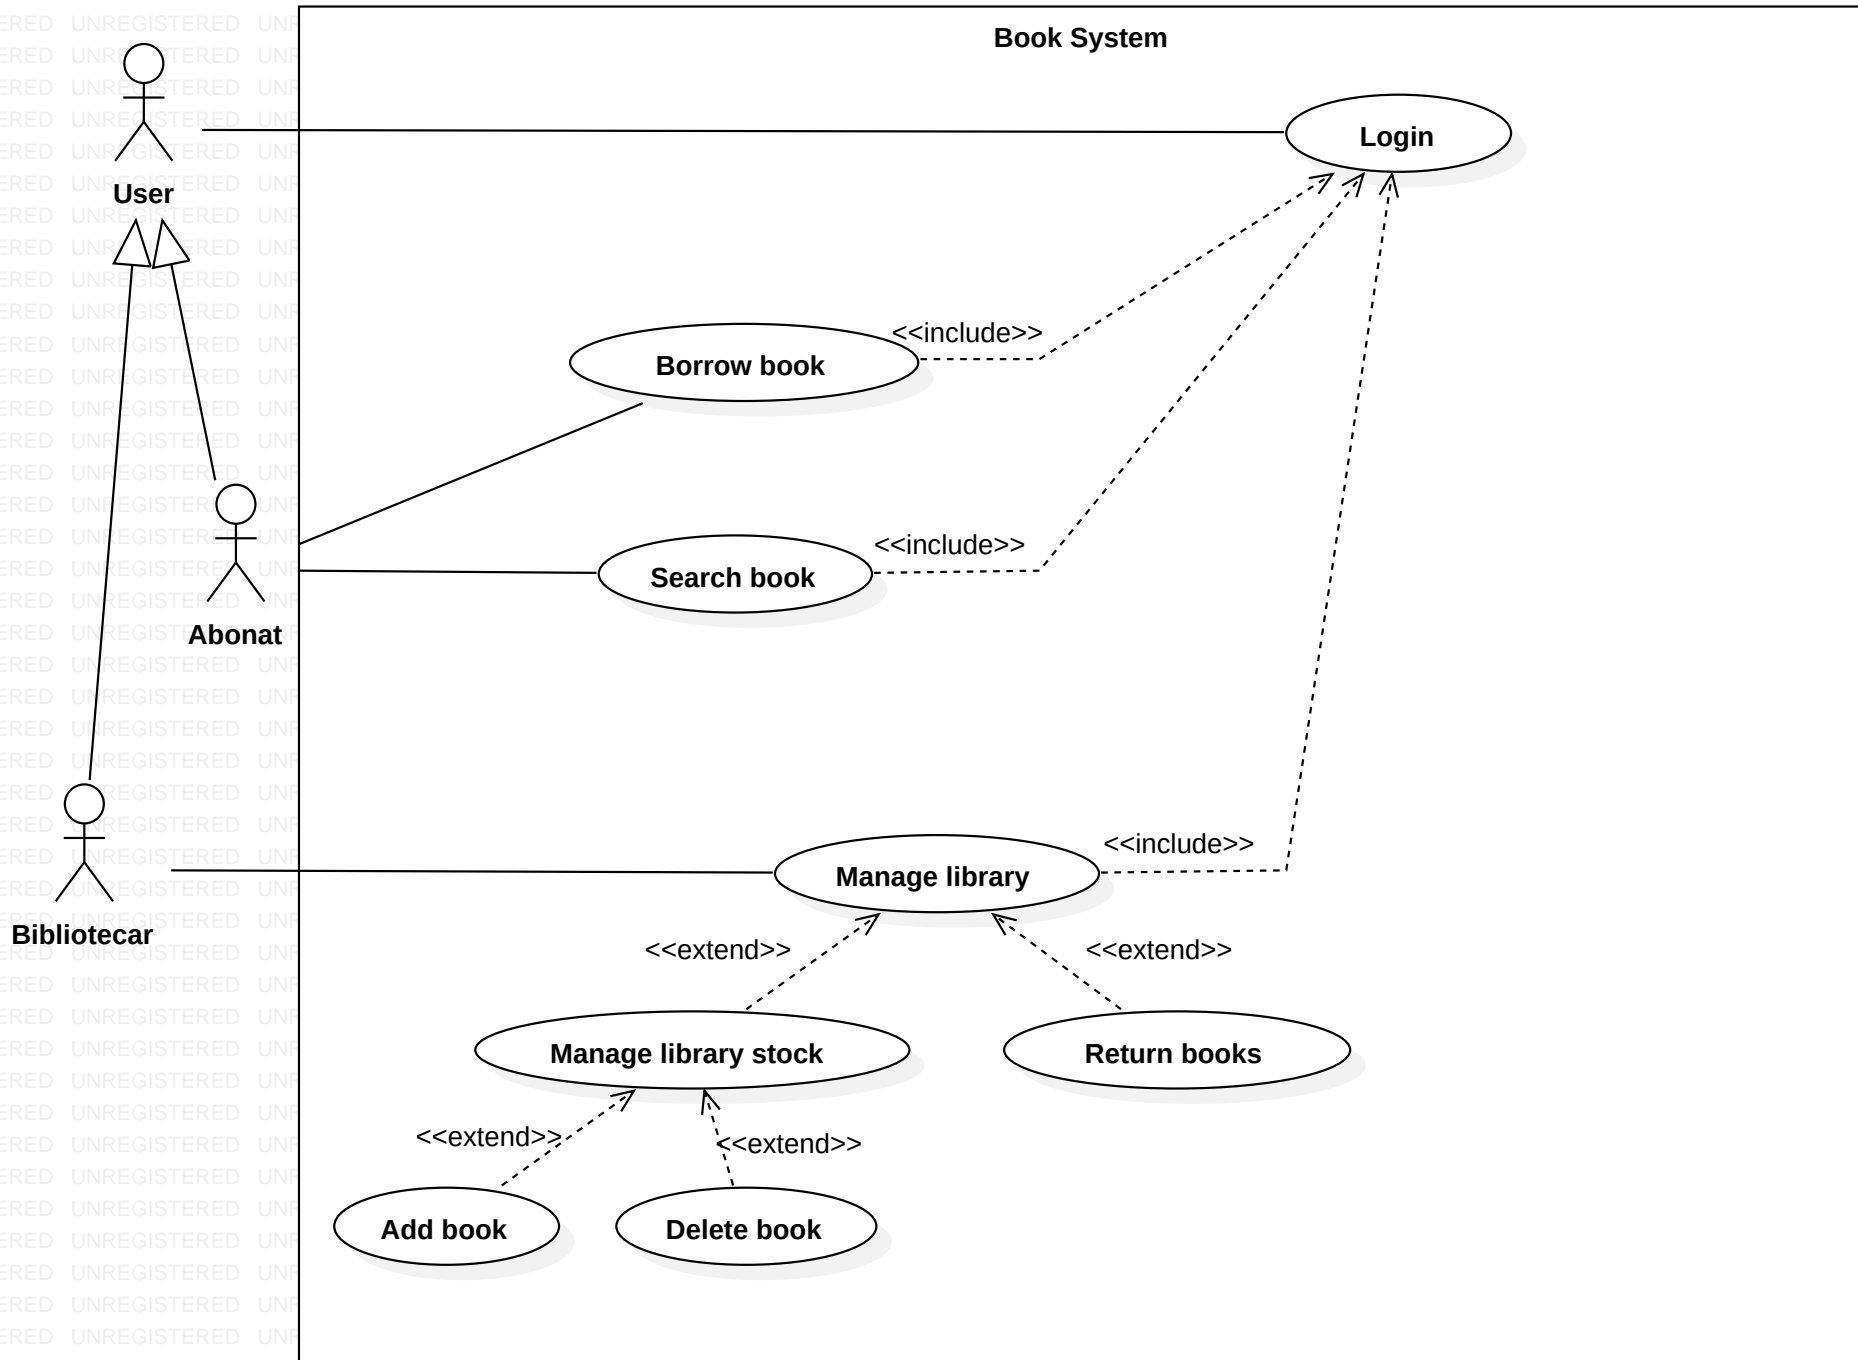 Book System
Login
User
<<include>>
Borrow book
<<include>>
Search book
Abonat
<<include>>
Manage library
Bibliotecar
<<extend>>
<<extend>>
Manage library stock
Return books
<<extend>>
<<extend>>
Add book
Delete book
UNREGISTERED